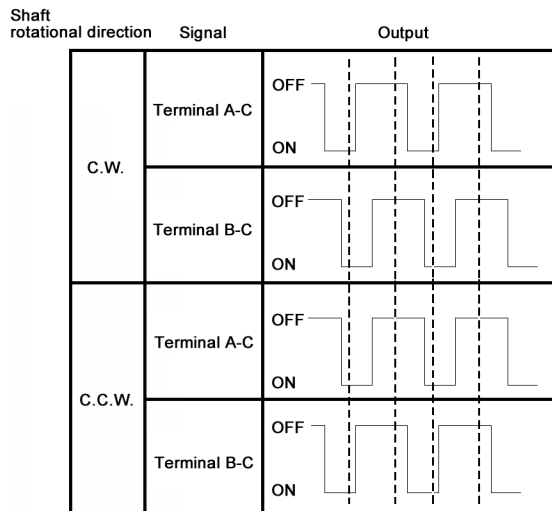 Shaft
rotational direction Signal Output
C.W.
Terminal A-C
OFF
ON
Terminal B-C
OFF
ON
C.C.W.
Terminal A-C
OFF
ON
Terminal B-C
OFF
ON